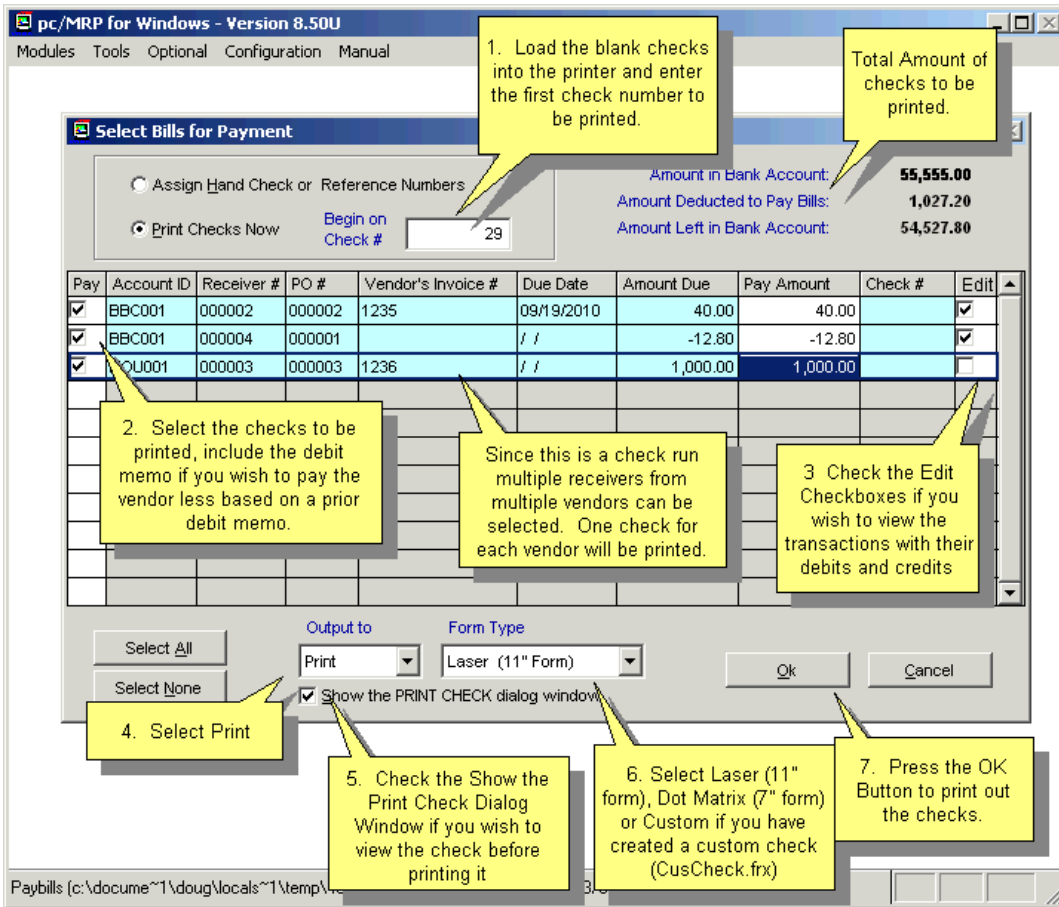 pc/MRP for Windows - Version 8.50U
Modules Tools Optional Configuration Manual
1. Load the blank checks
into the printer and enter
the first check number to
be printed.
Total Amount of
checks to be
printed.
Select Bills for Payment
Assign Hand Check or Reference Numbers
Print Checks Now
Begin on
Check #
29
Amount in Bank Account: 55,555.00
Amount Deducted to Pay Bills: 1,027.20
Amount Left in Bank Account: 54,527.80
Pay Account ID Receiver # PO # Vendor's Invoice # Due Date Amount Due Pay Amount Check # Edit
BBC001 000002 000002 1235 09/19/2010 40.00 40.00
BBC001 000004 000001 / / -12.80 -12.80
OU001 000003 000003 1236 / / 1,000.00 1,000.00
2. Select the checks to be
printed, include the debit
memo if you wish to pay the
vendor less based on a prior
debit memo.
Since this is a check run
multiple receivers from
multiple vendors can be
selected. One check for
each vendor will be printed.
3 Check the Edit
Checkboxes if you
wish to view the
transactions with their
debits and credits
Select All
Select None
Output to
Print
Form Type
Laser (11" Form)
Show the PRINT CHECK dialog window
Ok
Cancel
4. Select Print
5. Check the Show the
Print Check Dialog
Window if you wish to
view the check before
printing it
6. Select Laser (11"
form), Dot Matrix (7" form)
or Custom if you have
created a custom check
(CusCheck.frx)
7. Press the OK
Button to print out
the checks.
Paybills (c:\docume~1\doug\locals~1\temp\